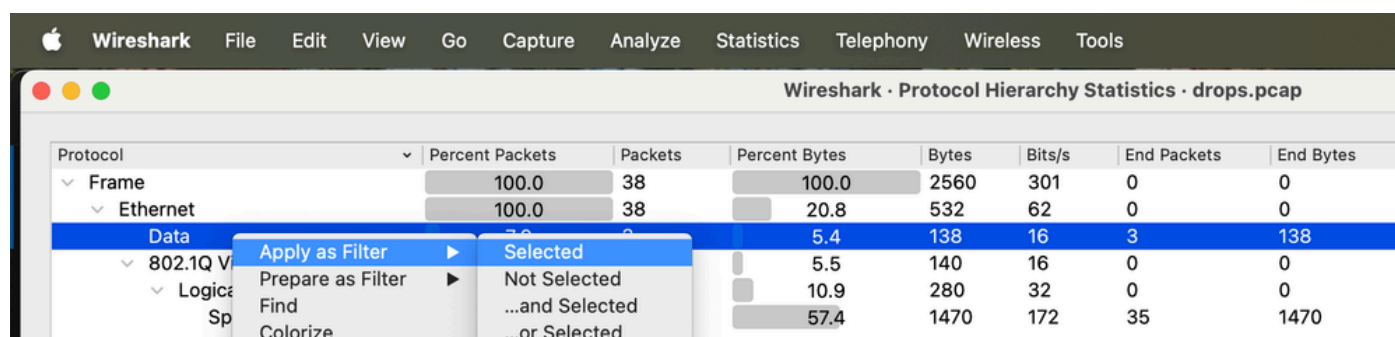 Wireshark File Edit View Go Capture Analyze Statistics Telephony Wireless Tools
Wireshark · Protocol Hierarchy Statistics · drops.pcap
Protocol Percent Packets Packets Percent Bytes Bytes Bits/s End Packets End Bytes
Frame 100.0 38 100.0 2560 301 0 0
Ethernet 100.0 38 20.8 532 62 0 0
Data 5.4 138 16 3 138
Apply as Filter Selected
802.1Q 5.5 140 16 0 0
Prepare as Filter Not Selected
10.9 280 32 0 0
Find ...and Selected
57.4 1470 172 35 1470
Colorize ...or Selected